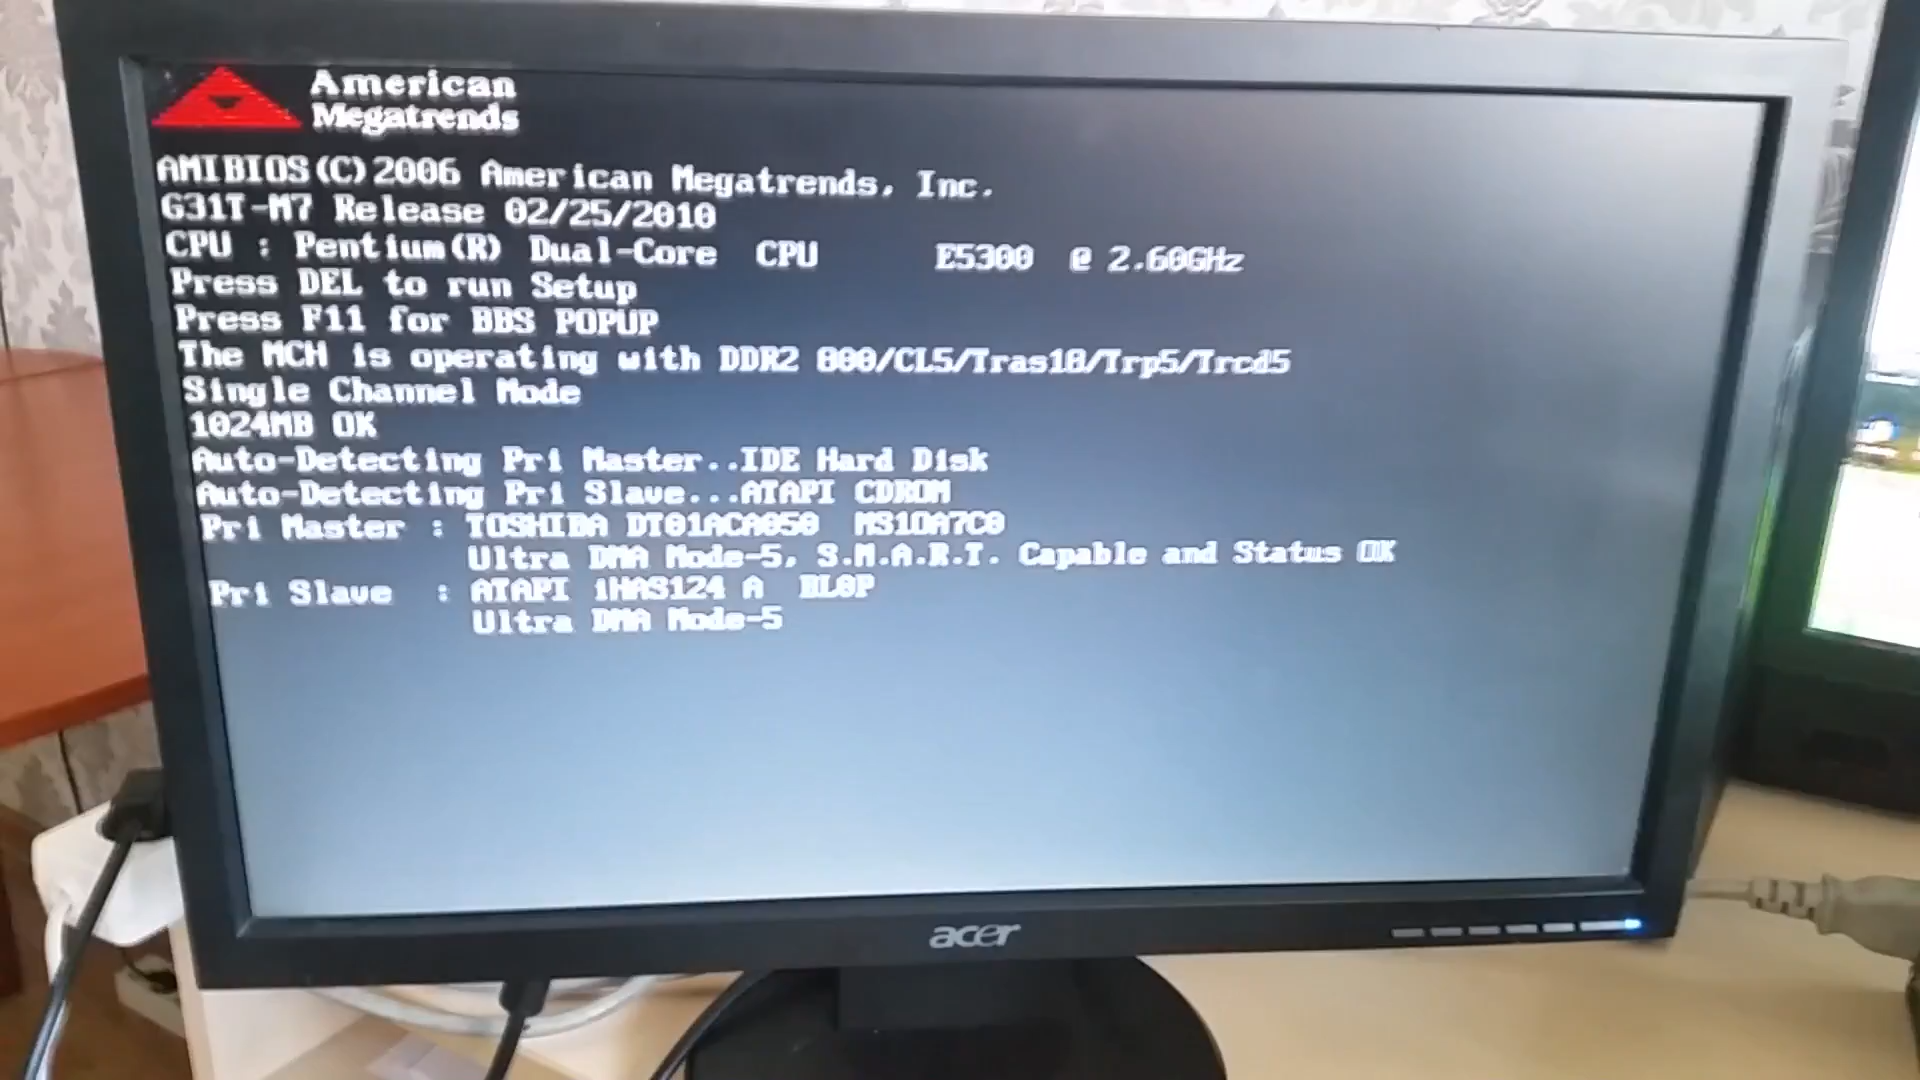 American
Megatrends
AMIBIOS(C)2006 American Megatrends, Inc.
G31T-M7 Release 02/25/2010
CPU : Pentium(R) Dual-Core CPU E5300 @ 2.60GHz
Press DEL to run Setup
Press F11 for BBS POPUP
The MCH is operating with DDR2 800/CL5/Tras18/Trp5/Trcd5
Single Channel Mode
1024MB OK
Auto-Detecting Pri Master..IDE Hard Disk
Auto-Detecting Pri Slave...ATAPI CDROM
Pri Master : TOSHIBA DT01ACA050 MS1OA7C0
Ultra DMA Mode-5, S.M.A.R.T. Capable and Status OK
Pri Slave : ATAPI iHAS124 A BL0P
Ultra DMA Mode-5
acer